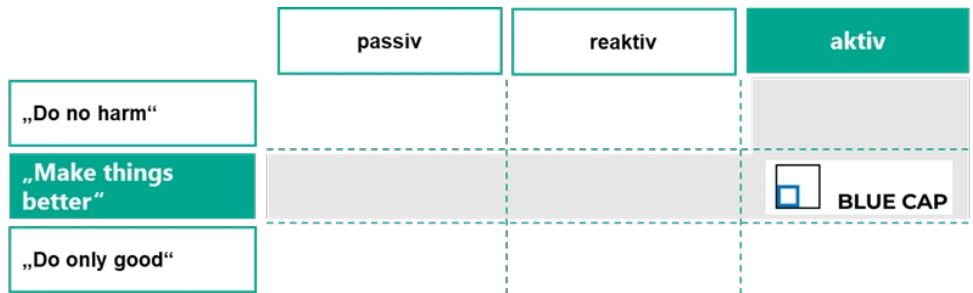 passiv
reaktiv
aktiv
„Do no harm“
„Make things
better“
BLUE CAP
„Do only good“